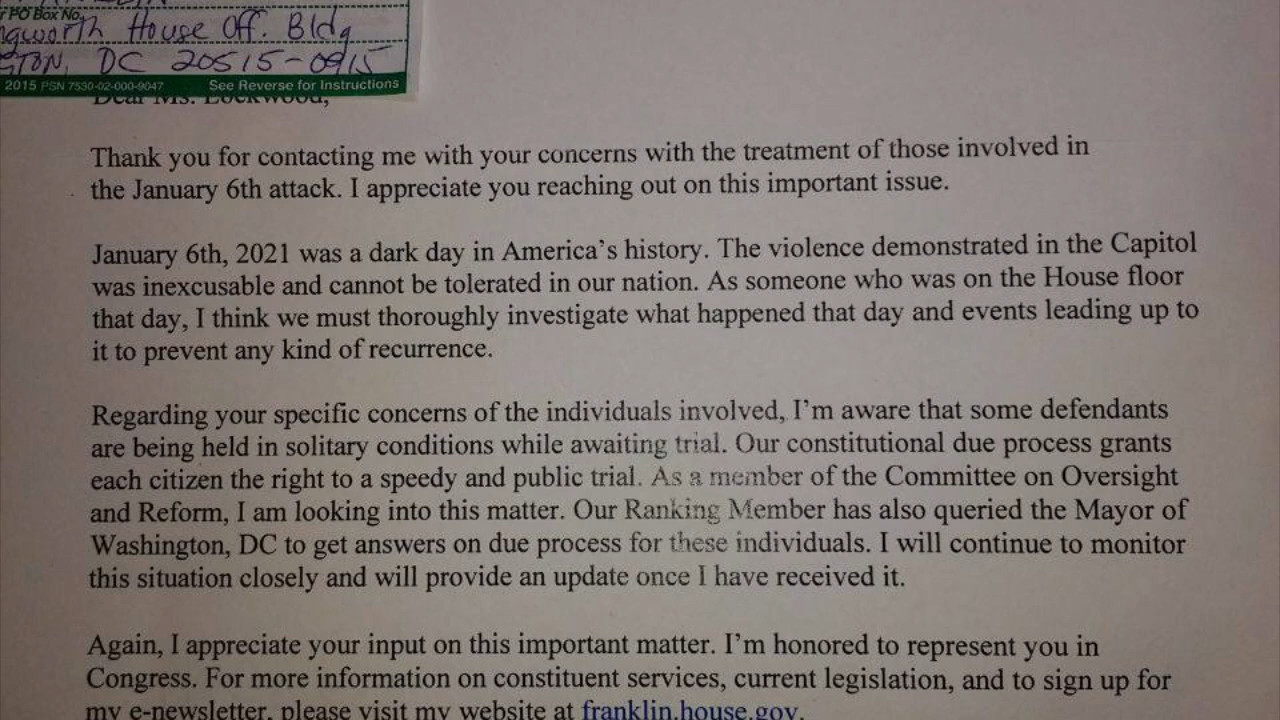 r PO Box No.
gworth House Off. Bldg
GTON, DC 20515-0915
2015 PSN 7530-02-000-9047 See Reverse for Instructions
Dear Ms. Lockwood,
Thank you for contacting me with your concerns with the treatment of those involved in
the January 6th attack. I appreciate you reaching out on this important issue.
January 6th, 2021 was a dark day in America's history. The violence demonstrated in the Capitol
was inexcusable and cannot be tolerated in our nation. As someone who was on the House floor
that day, I think we must thoroughly investigate what happened that day and events leading up to
it to prevent any kind of recurrence.
Regarding your specific concerns of the individuals involved, I'm aware that some defendants
are being held in solitary conditions while awaiting trial. Our constitutional due process grants
each citizen the right to a speedy and public trial. As a member of the Committee on Oversight
and Reform, I am looking into this matter. Our Ranking Member has also queried the Mayor of
Washington, DC to get answers on due process for these individuals. I will continue to monitor
this situation closely and will provide an update once I have received it.
Again, I appreciate your input on this important matter. I'm honored to represent you in
Congress. For more information on constituent services, current legislation, and to sign up for
my e-newsletter, please visit my website at franklin.house.gov.